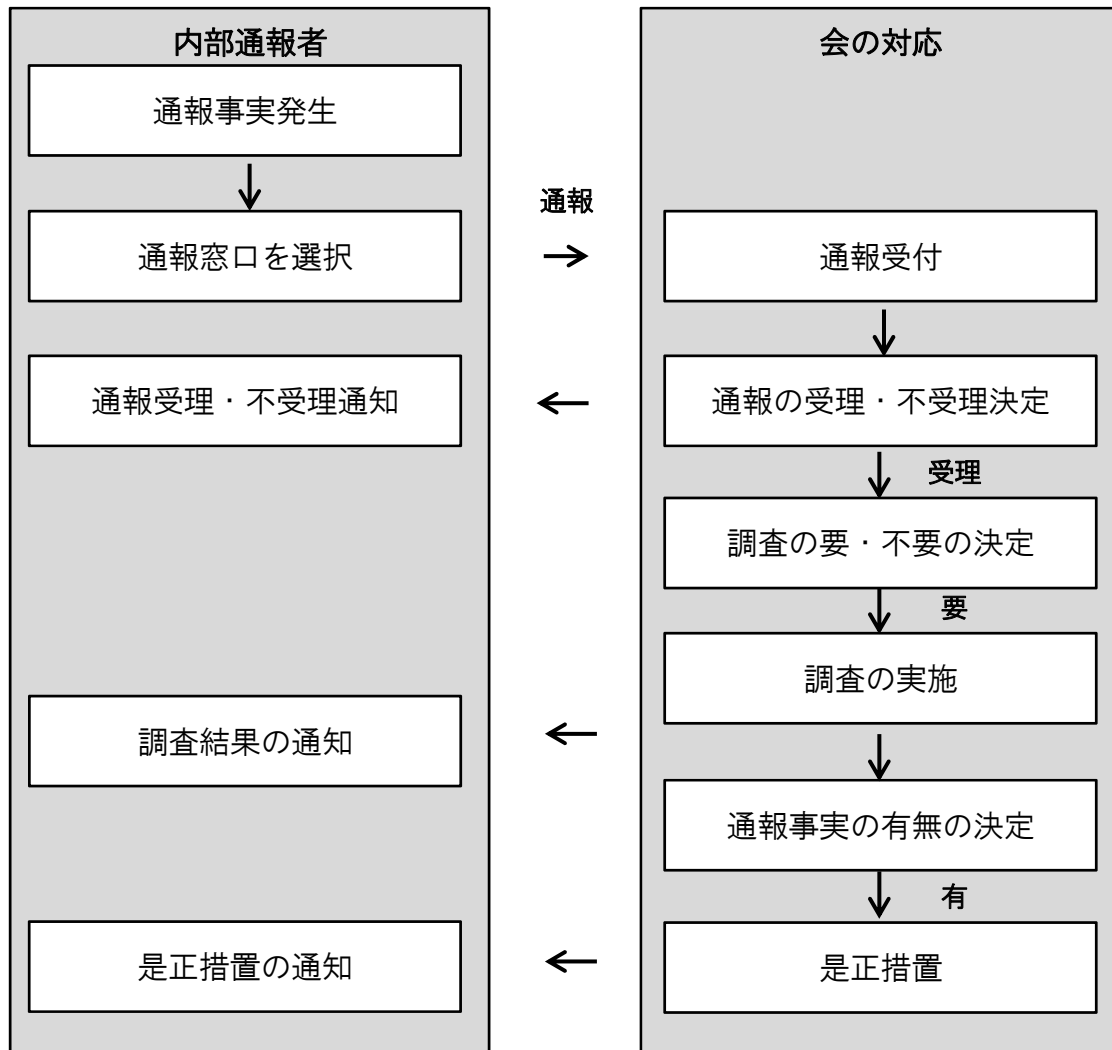 内部通報者
会の対応
通報事実発生
通報
通報窓口を選択
通報受付
通報受理・不受理通知
通報の受理・不受理決定
受理
調査の要・不要の決定
要
調査の実施
調査結果の通知
通報事実の有無の決定
有
是正措置の通知
是正措置